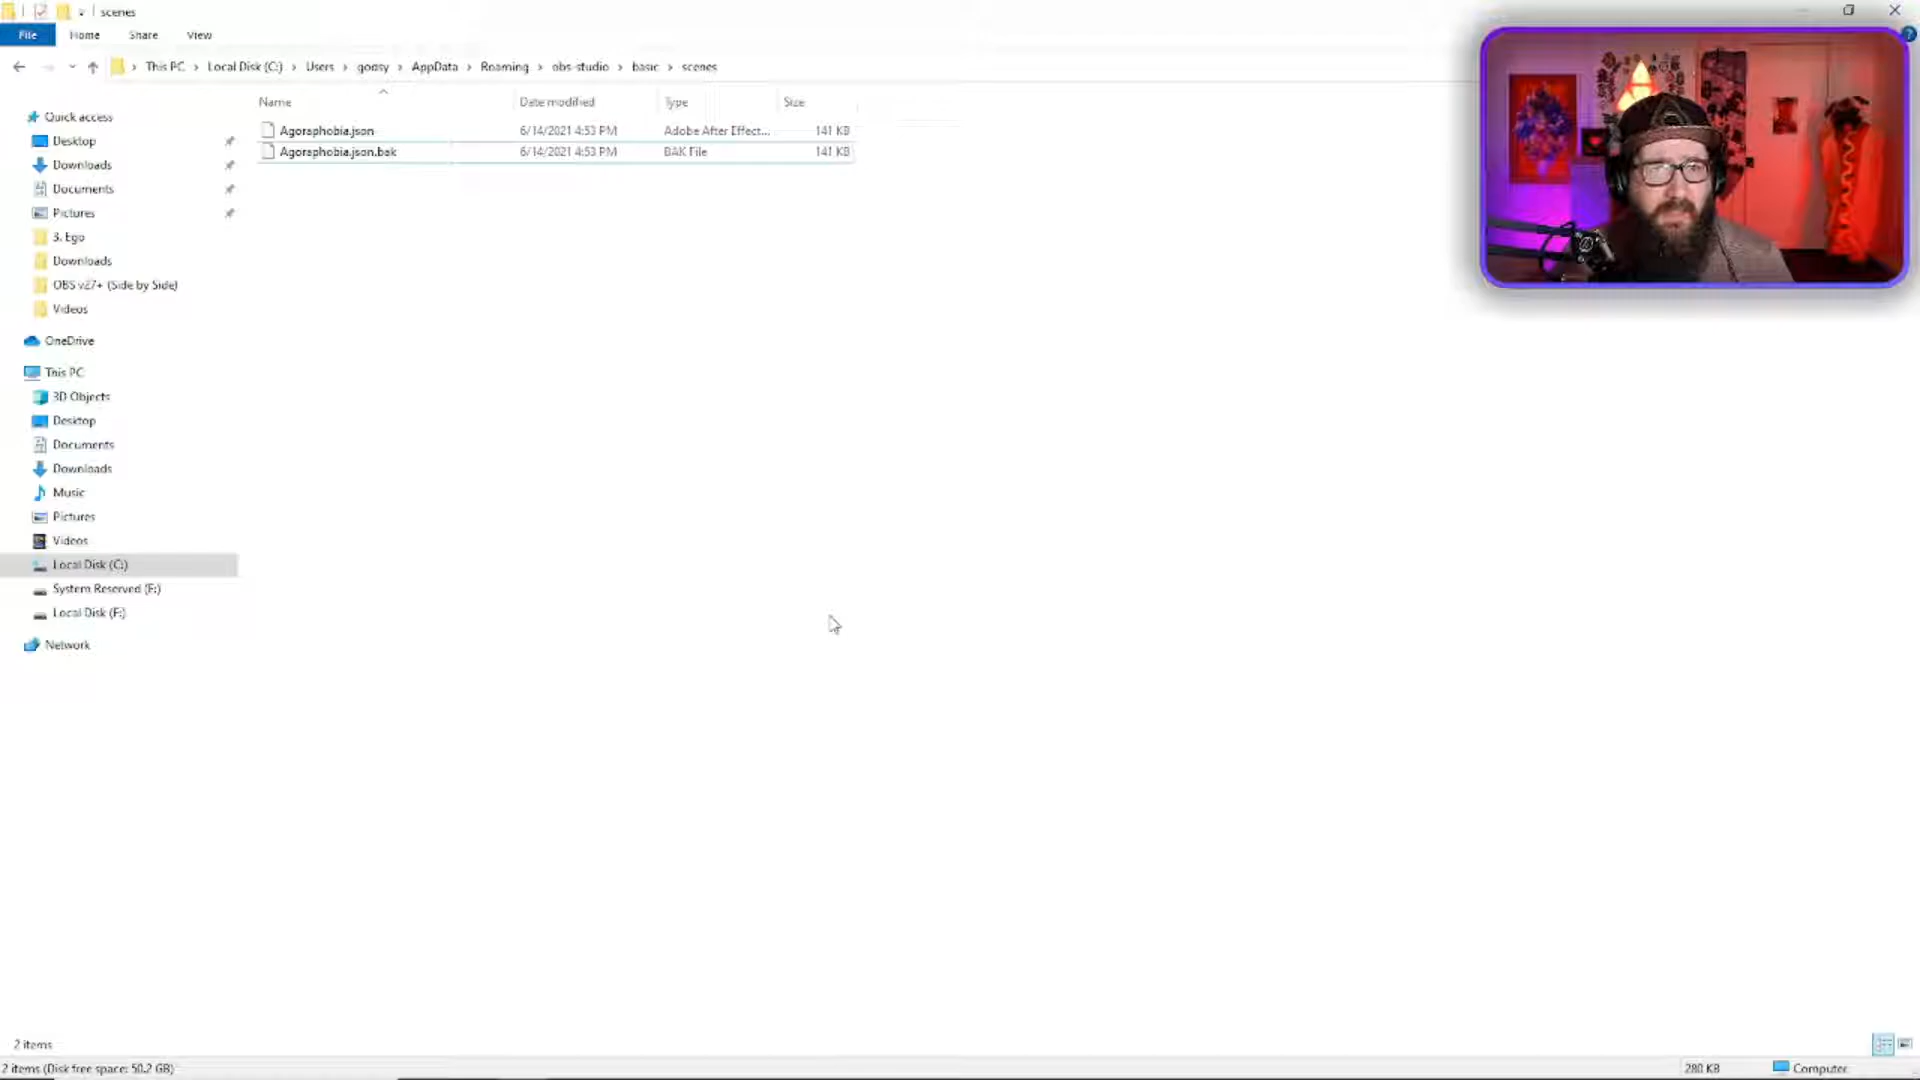 scenes
File Home Share View
This PC Local Disk (C:) Users AppData Roaming obs-studio basic scenes
Name Date modified Type Size
Agoraphobia.json 6/14/2021 4:53 PM Adobe After Effect... 141 KB
Agoraphobia.json.bak 6/14/2021 4:53 PM BAK File 141 KB
Quick access
Desktop
Downloads
Documents
Pictures
3. Ego
Downloads
OBS v27+ (Side by Side)
Videos
OneDrive
This PC
3D Objects
Desktop
Documents
Downloads
Music
Pictures
Videos
Local Disk (C:)
System Reserved (E:)
Local Disk (F:)
Network
2 items
2 items (Disk free space: 50.2 GB) 280 KB Computer